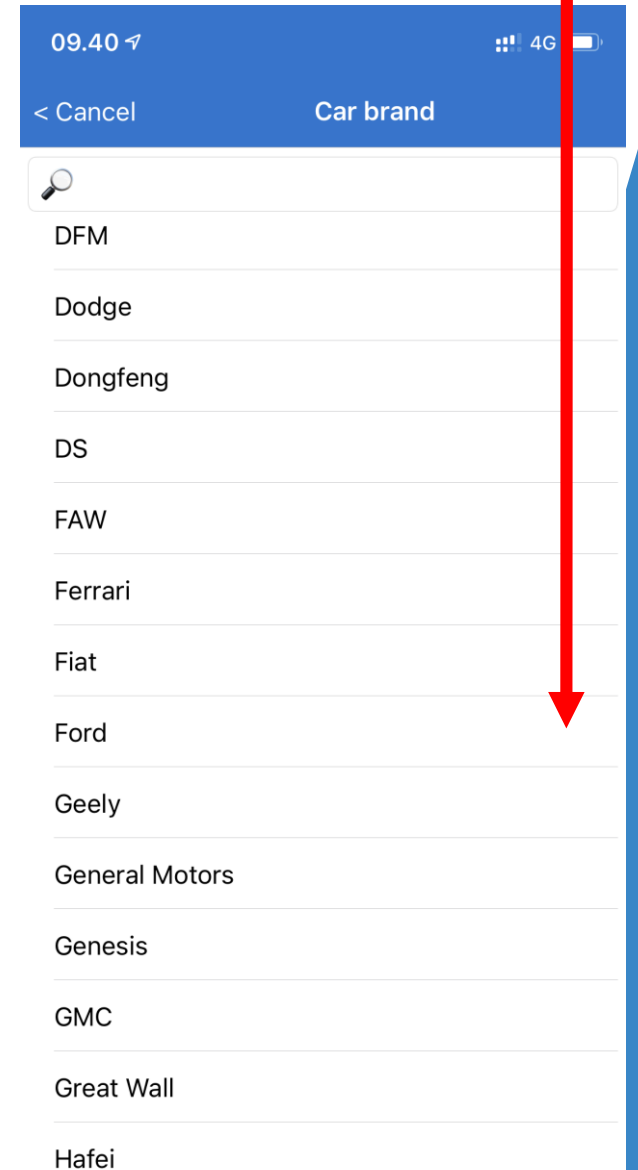 09.40 4G
< Cancel Car brand
DFM
Dodge
Dongfeng
DS
FAW
Ferrari
Fiat
Ford
Geely
General Motors
Genesis
GMC
Great Wall
Hafei